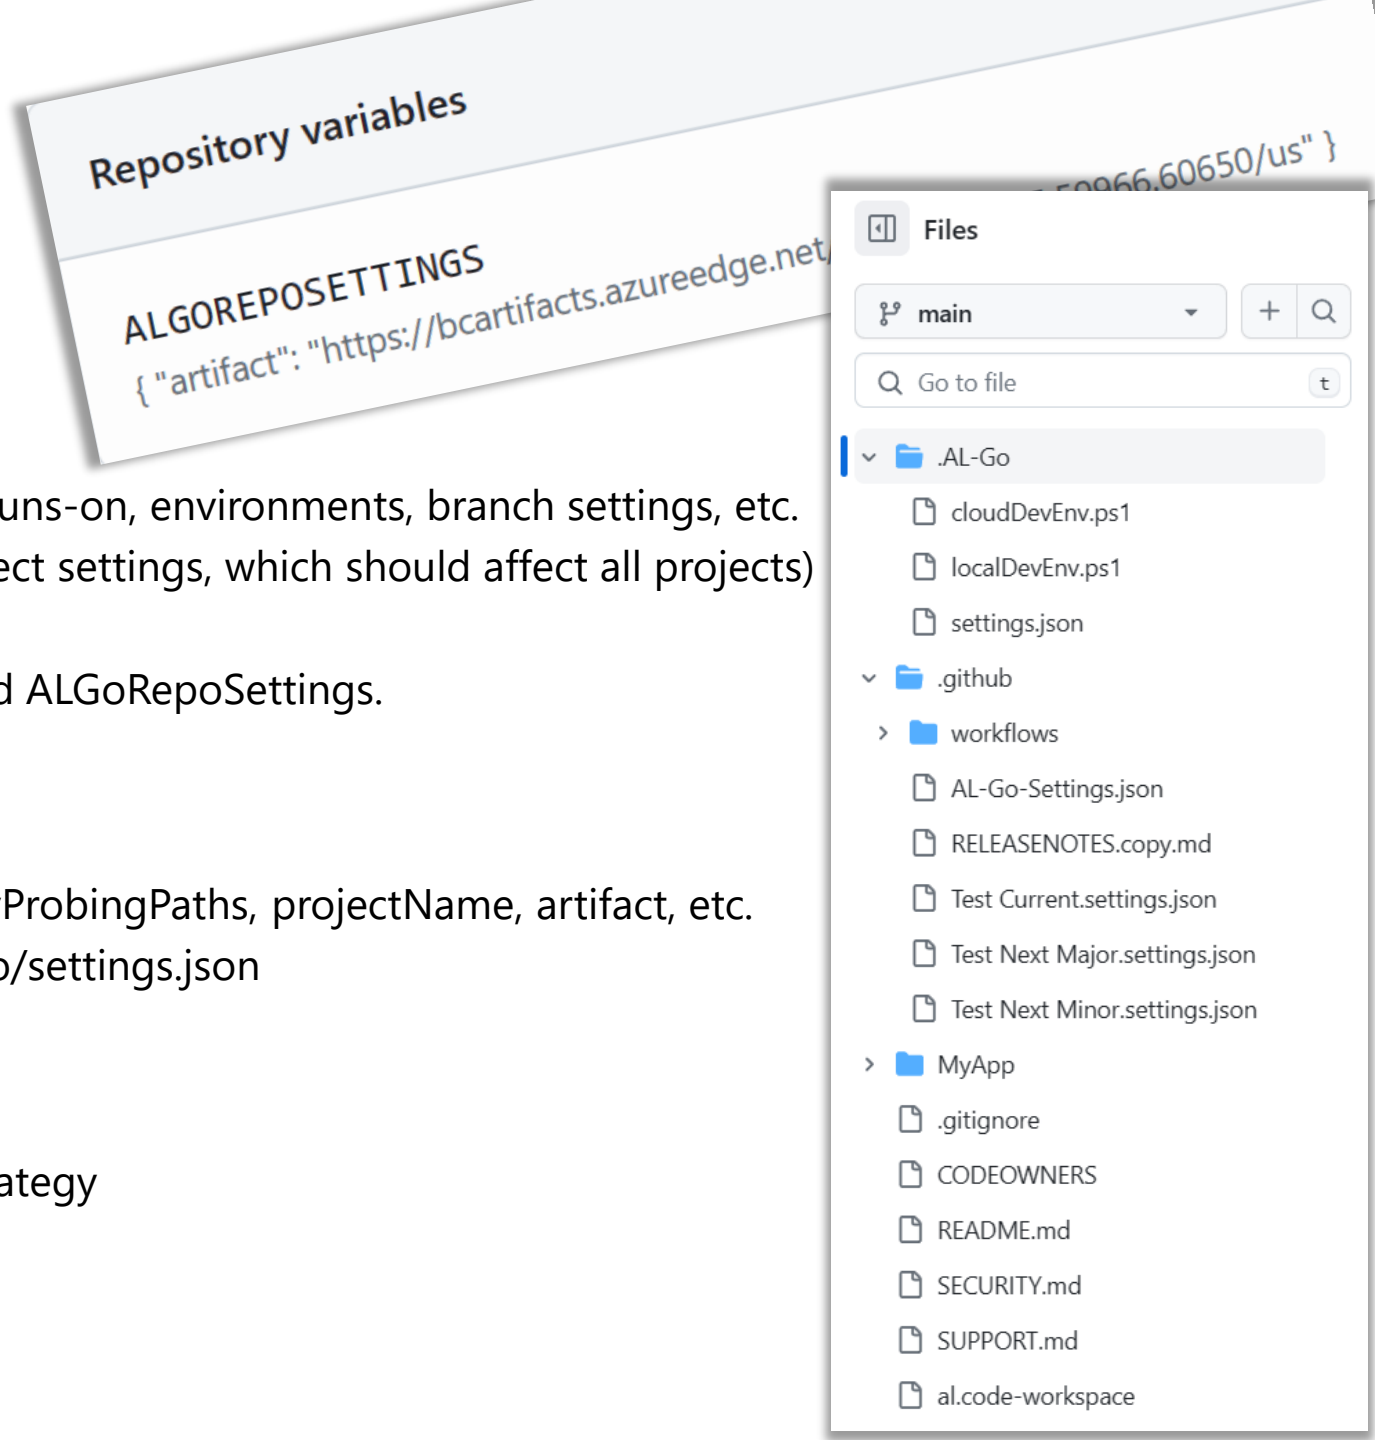 Repository variables
ALGOREPOSETTINGS
{ "artifact": "https://bcartifacts.azureedge.net/ 59966.60650/us" }
uns-on, environments, branch settings, etc.
ect settings, which should affect all projects)
d ALGoRepoSettings.
ProbingPaths, projectName, artifact, etc.
o/settings.json
ategy
Files
main
Go to file
t
.AL-Go
cloudDevEnv.ps1
localDevEnv.ps1
settings.json
.github
workflows
AL-Go-Settings.json
RELEASENOTES.copy.md
Test Current.settings.json
Test Next Major.settings.json
Test Next Minor.settings.json
MyApp
.gitignore
CODEOWNERS
README.md
SECURITY.md
SUPPORT.md
al.code-workspace